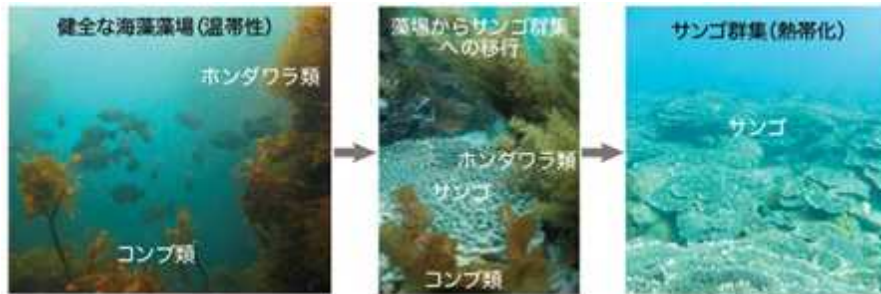 健全な海藻藻場(温帯性)
ホンダワラ類
コンブ類
藻場からサンゴ群集
への移行
ホンダワラ類
サンゴ
コンブ類
サンゴ群集(熱帯化)
サンゴ